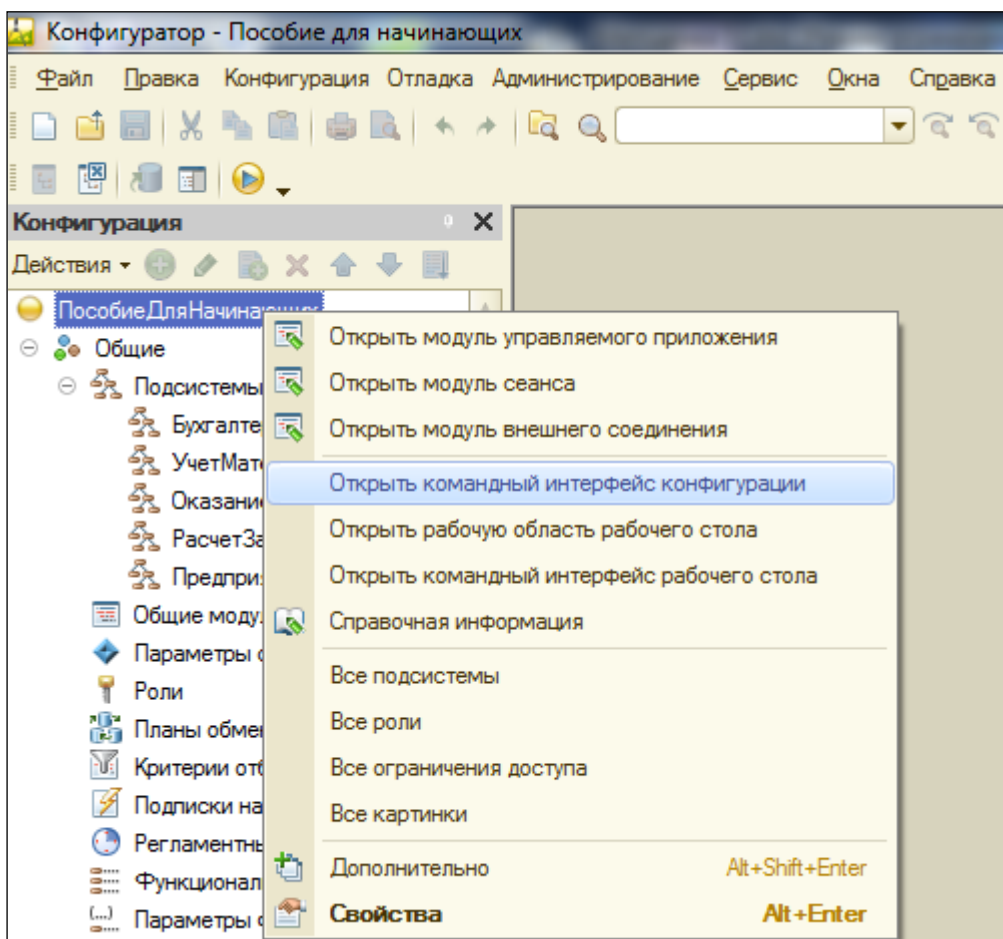 Конфигуратор - Пособие для начинающих
Файл Правка Конфигурация Отладка Администрирование Сервис Окна Справка
Конфигурация
Действия
ПособиеДляНачинающих
Общие
Подсистемы
Бухгалте
УчетМат
Оказани
РасчетЗа
Предпри
Общие моду
Параметры с
Роли
Планы обме
Критерии отб
Подписки на
Регламентн
Функционал
Параметры с
Открыть модуль управляемого приложения
Открыть модуль сеанса
Открыть модуль внешнего соединения
Открыть командный интерфейс конфигурации
Открыть рабочую область рабочего стола
Открыть командный интерфейс рабочего стола
Справочная информация
Все подсистемы
Все роли
Все ограничения доступа
Все картинки
Дополнительно Alt+Shift+Enter
Свойства Alt+Enter